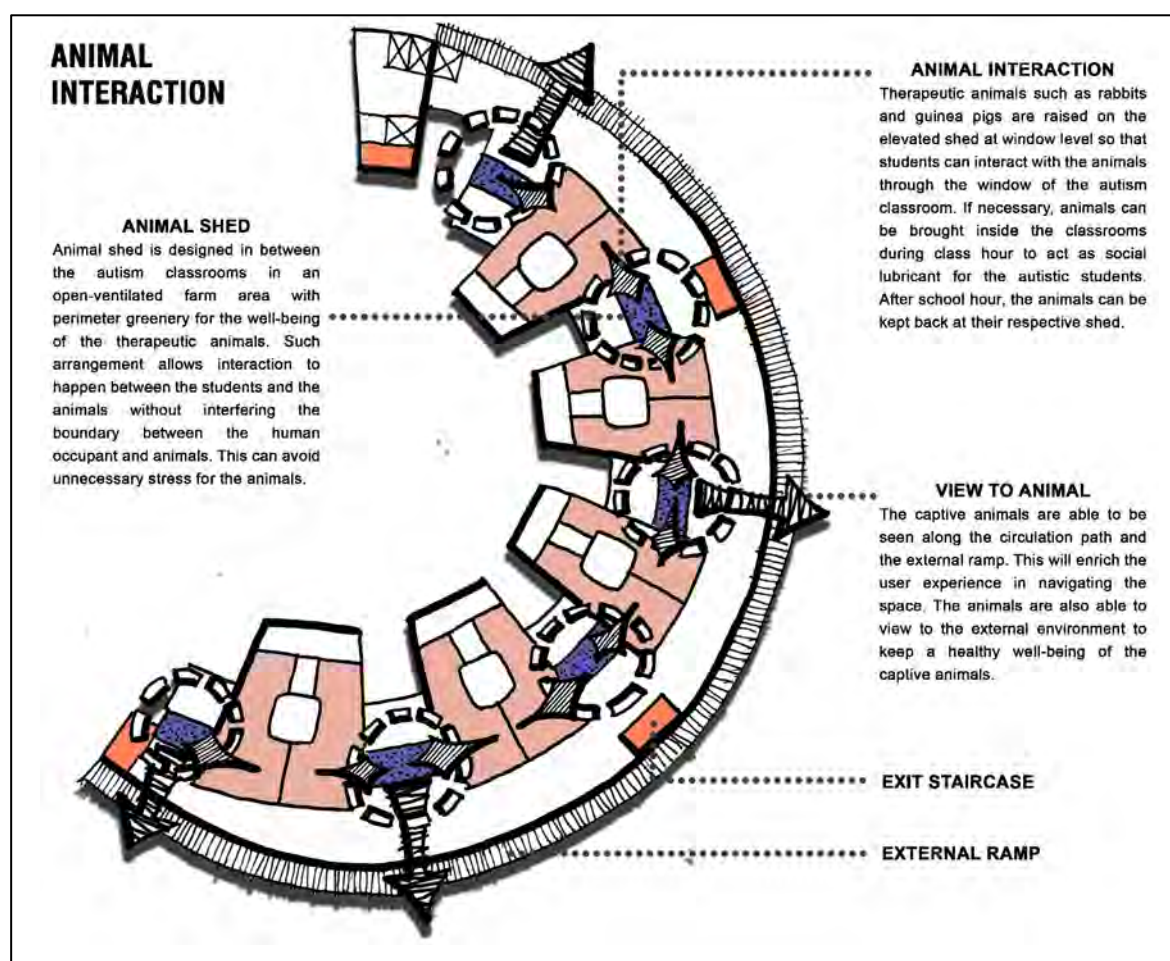 ANIMAL
INTERACTION
ANIMAL SHED
Animal shed is designed in between
the autism classrooms in an
open-ventilated farm area with
perimeter greenery for the well-being
of the therapeutic animals. Such
arrangement allows interaction to
happen between the students and the
animals without interfering the
boundary between the human
occupant and animals. This can avoid
unnecessary stress for the animals.
ANIMAL INTERACTION
Therapeutic animals such as rabbits
and guinea pigs are raised on the
elevated shed at window level so that
students can interact with the animals
through the window of the autism
classroom. If necessary, animals can
be brought inside the classrooms
during class hour to act as social
lubricant for the autistic students.
After school hour, the animals can be
kept back at their respective shed.
VIEW TO ANIMAL
The captive animals are able to be
seen along the circulation path and
the external ramp. This will enrich the
user experience in navigating the
space. The animals are also able to
view to the external environment to
keep a healthy well-being of the
captive animals.
EXIT STAIRCASE
EXTERNAL RAMP